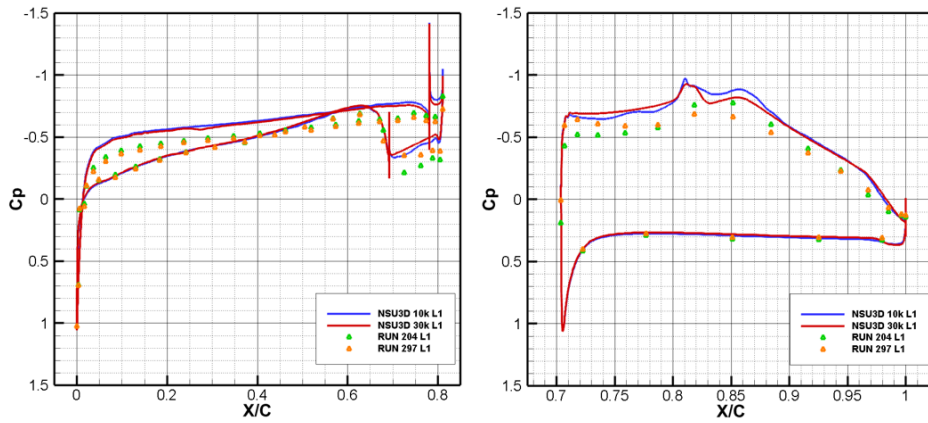 -1.5
-1
-0.5
0
0.5
1
1.5
Cp
0
0.2
0.4
0.6
0.8
X/C
NSU3D 10k L1
NSU3D 30k L1
RUN 204 L1
RUN 297 L1
-1.5
-1
-0.5
0
0.5
1
1.5
Cp
0.7
0.75
0.8
0.85
0.9
0.95
1
X/C
NSU3D 10k L1
NSU3D 30k L1
RUN 204 L1
RUN 297 L1